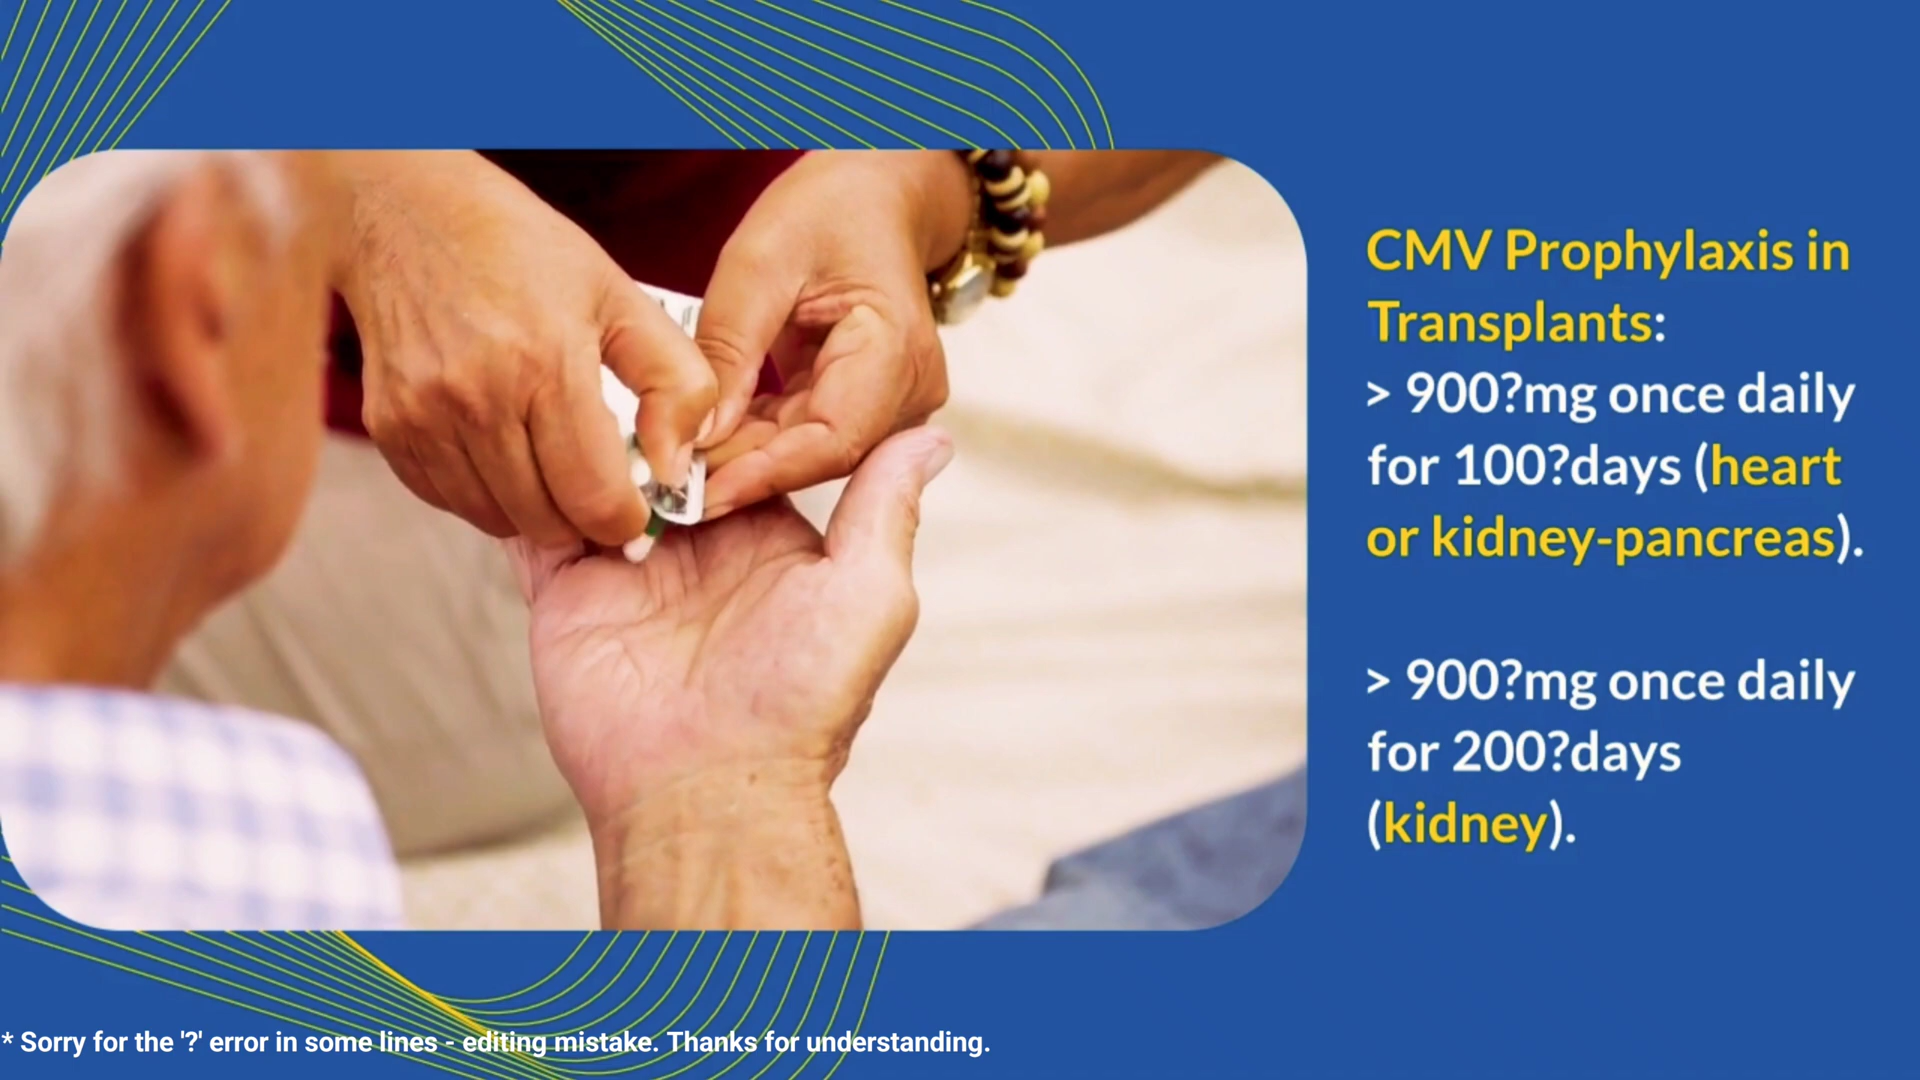 CMV Prophylaxis in
Transplants:
> 900?mg once daily
for 100?days (heart
or kidney-pancreas).
> 900?mg once daily
for 200?days
(kidney).
* Sorry for the '?' error in some lines - editing mistake. Thanks for understanding.